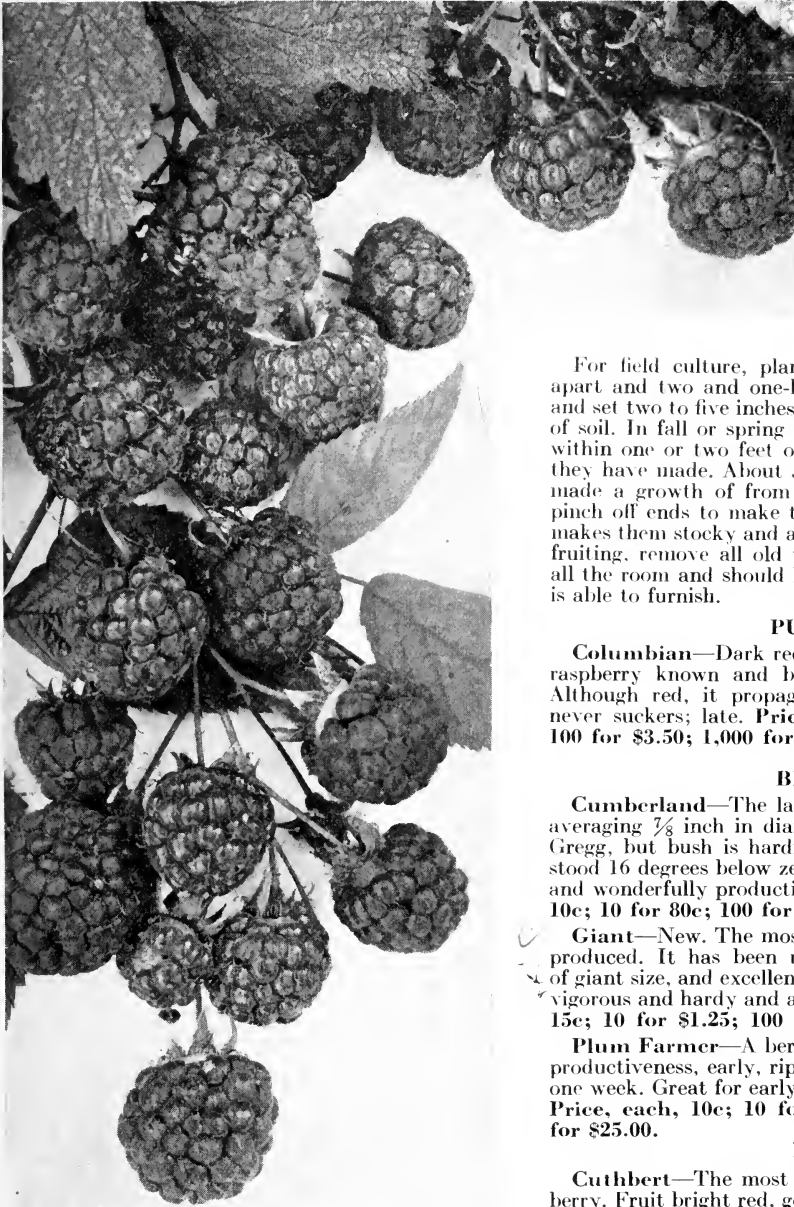 For field culture, plan
apart and two and one-h
and set two to five inches
of soil. In fall or spring
within one or two feet o
they have made. About
made a growth of from
pinch off ends to make t
makes them stocky and a
fruiting, remove all old
all the room and should
is able to furnish.
PU
Columbian—Dark re
raspberry known and b
Although red, it propag
never suckers; late. Pric
100 for $3.50; 1,000 for
B
Cumberland—The la
averaging ⅞ inch in dia
Gregg, but bush is hard
stood 16 degrees below ze
and wonderfully producti
10c; 10 for 80c; 100 for
Giant—New. The mos
produced. It has been
of giant size, and excellen
vigorous and hardy and a
15c; 10 for $1.25; 100
Plum Farmer—A ber
productiveness, early, rip
one week. Great for early
Price, each, 10c; 10 fo
for $25.00.
Cuthbert—The most
berry. Fruit bright red, g